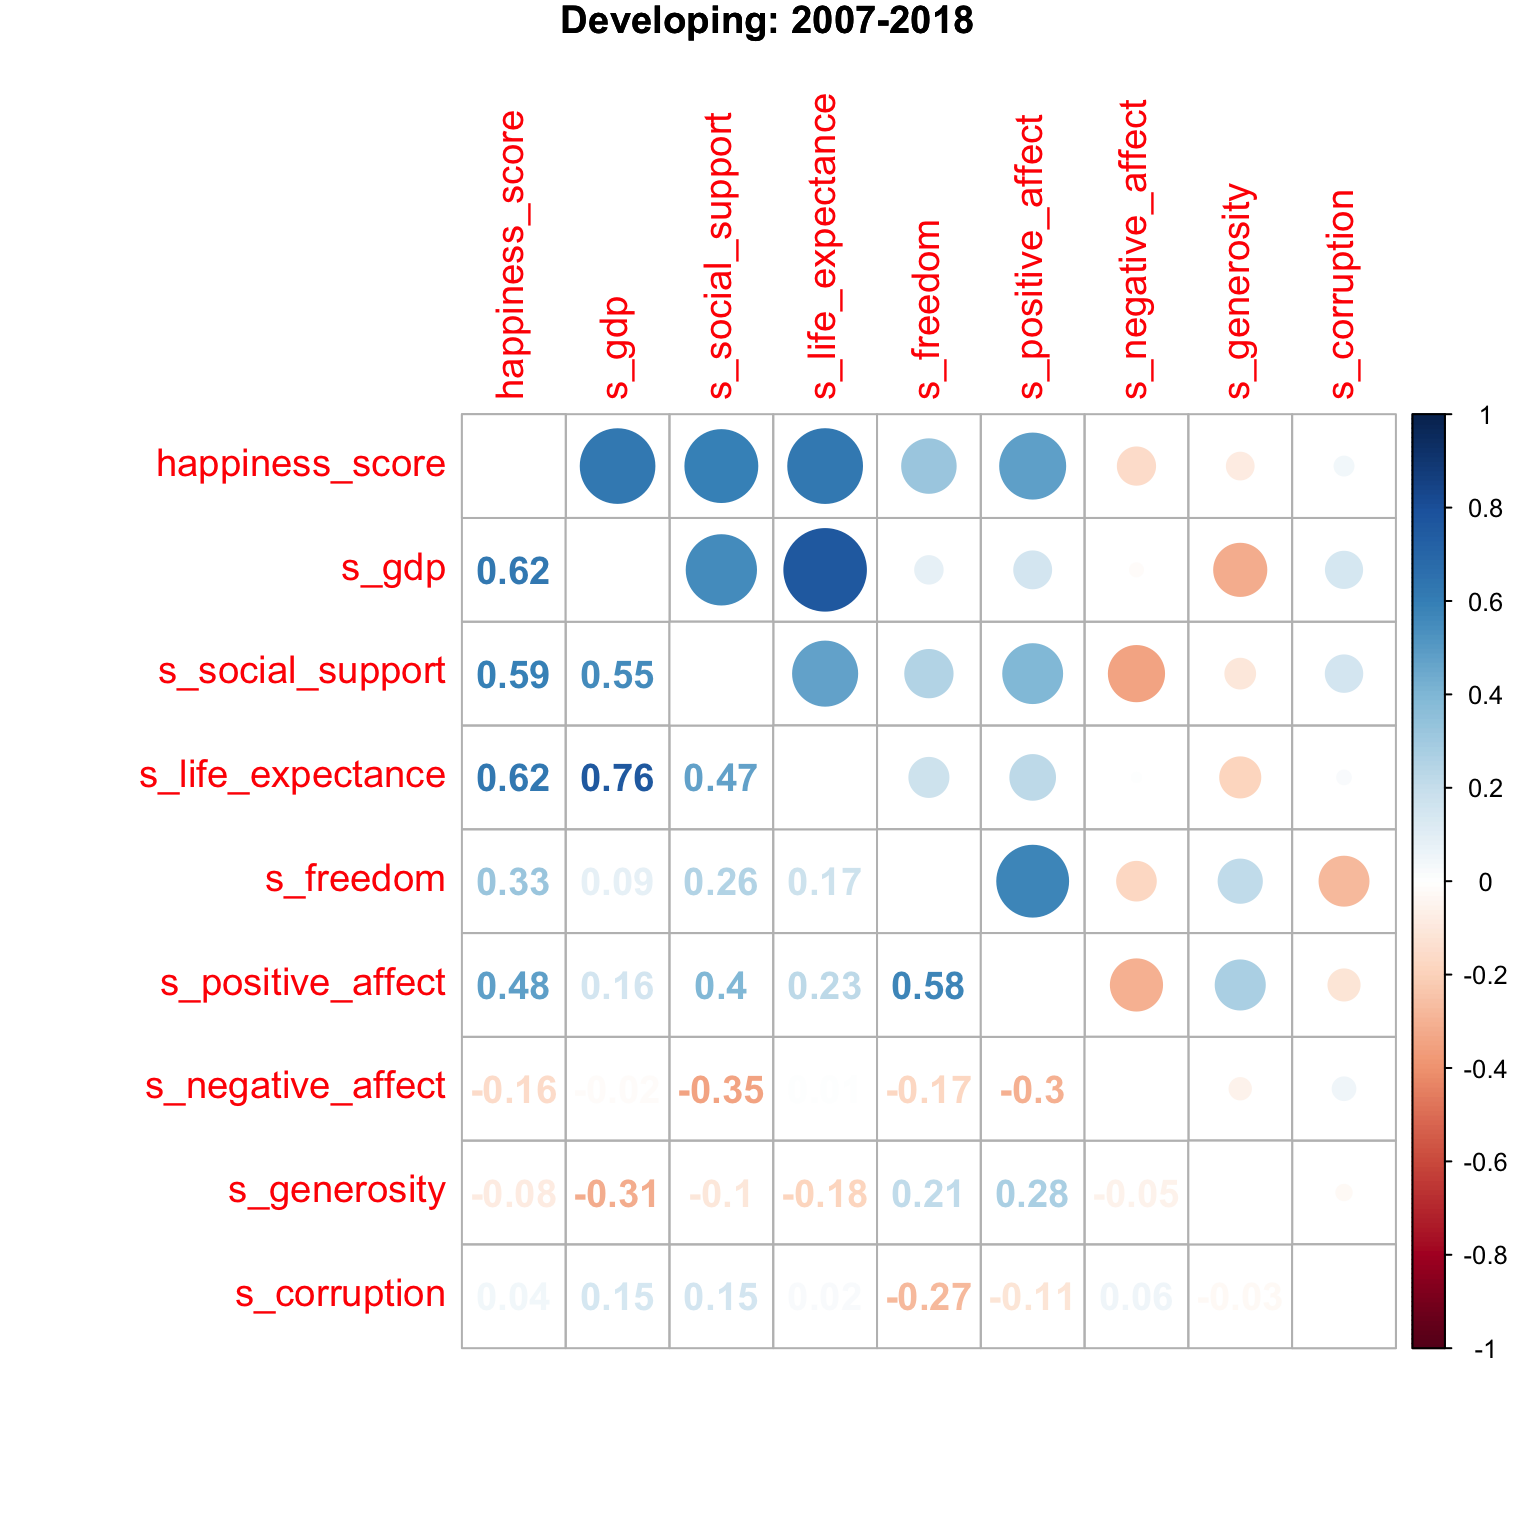 Developing: 2007-2018
happiness_score
s_gdp
s_social_support
s_life_expectance
s_freedom
s_positive_affect
s_negative_affect
s_generosity
s_corruption
happiness_score
s_gdp 0.62
s_social_support 0.59 0.55
s_life_expectance 0.62 0.76 0.47
s_freedom 0.33 0.09 0.26 0.17
s_positive_affect 0.48 0.16 0.4 0.23 0.58
s_negative_affect -0.16 -0.02 -0.35 -0.17 -0.3
s_generosity -0.08 -0.31 -0.1 -0.18 0.21 0.28 -0.05
s_corruption 0.04 0.15 0.15 0.02 -0.27 -0.11 0.06 -0.03
1
0.8
0.6
0.4
0.2
0
-0.2
-0.4
-0.6
-0.8
-1